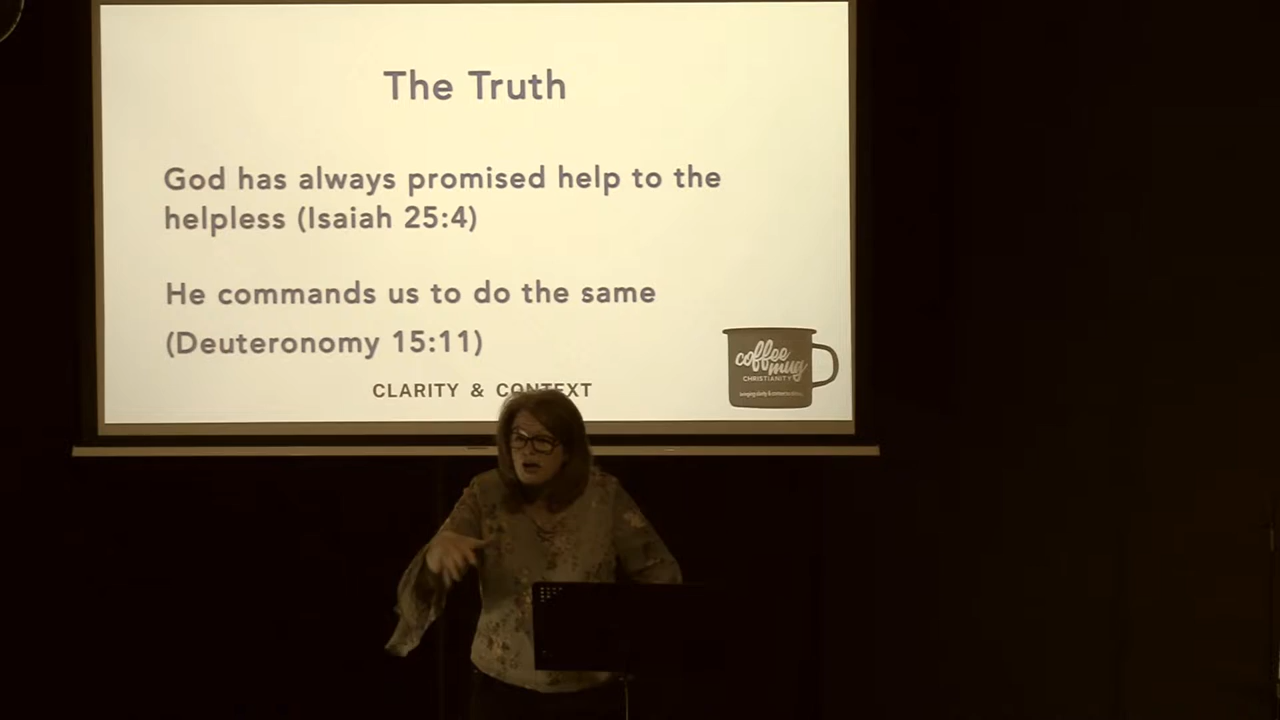 The Truth
God has always promised help to the
helpless (Isaiah 25:4)
He commands us to do the same
(Deuteronomy 15:11)
CLARITY & CONTEXT
coffee
mug
CHRISTIANITY